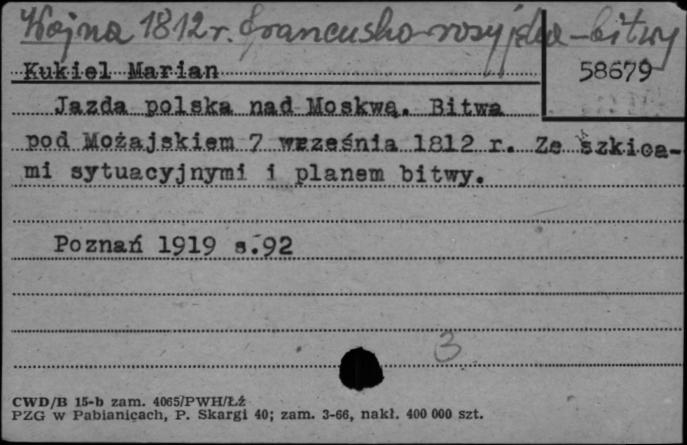 Wojna 1812 r. francusko-rosyjska - bitwy
58679
Kukiel Marian
Jazda polska nad Moskwą. Bitwa
pod Możajskiem 7 września 1812 r. Ze szkica-
mi sytuacyjnymi i planem bitwy.
Poznań 1919 s.92
3
CWD/B 15-b zam. 4065/PWH/Łź
PZG w Pabianicach, P. Skargi 40; zam. 3-66, nakł. 400 000 szt.